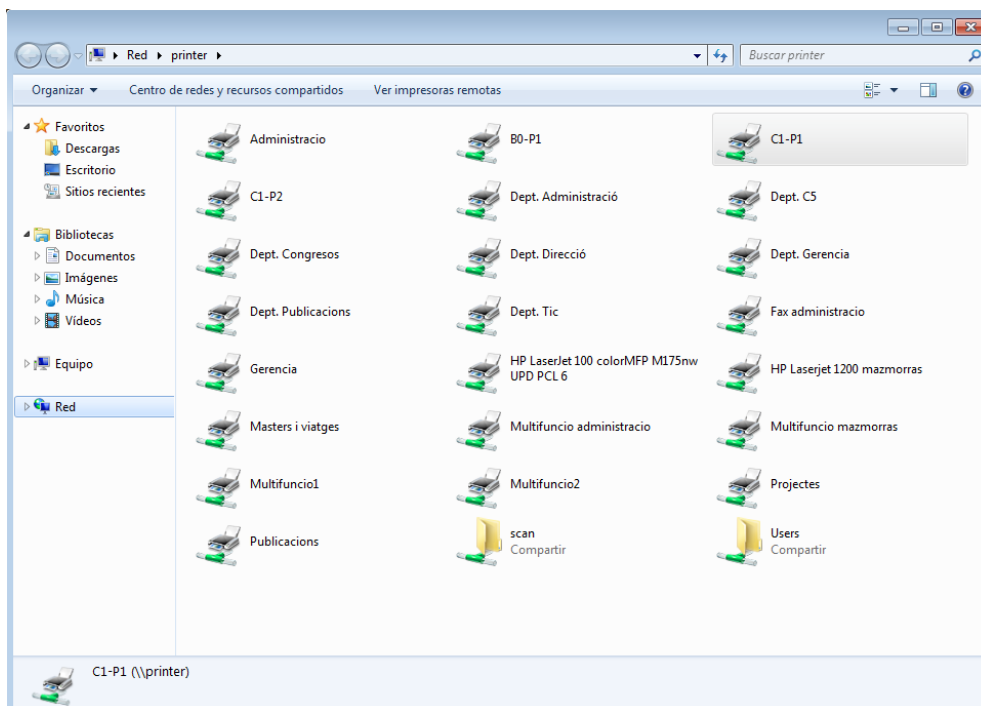 Red ▸ printer ▸
Buscar printer
Organizar
Centro de redes y recursos compartidos
Ver impresoras remotas
Favoritos
Descargas
Escritorio
Sitios recientes
Bibliotecas
Documentos
Imágenes
Música
Vídeos
Equipo
Red
Administracio
B0-P1
C1-P1
C1-P2
Dept. Administració
Dept. C5
Dept. Congresos
Dept. Direcció
Dept. Gerencia
Dept. Publicacions
Dept. Tic
Fax administracio
Gerencia
HP LaserJet 100 colorMFP M175nw
UPD PCL 6
HP Laserjet 1200 mazmorras
Masters i viatges
Multifuncio administracio
Multifuncio mazmorras
Multifuncio1
Multifuncio2
Projectes
Publicacions
scan
Compartir
Users
Compartir
C1-P1 (\\printer)